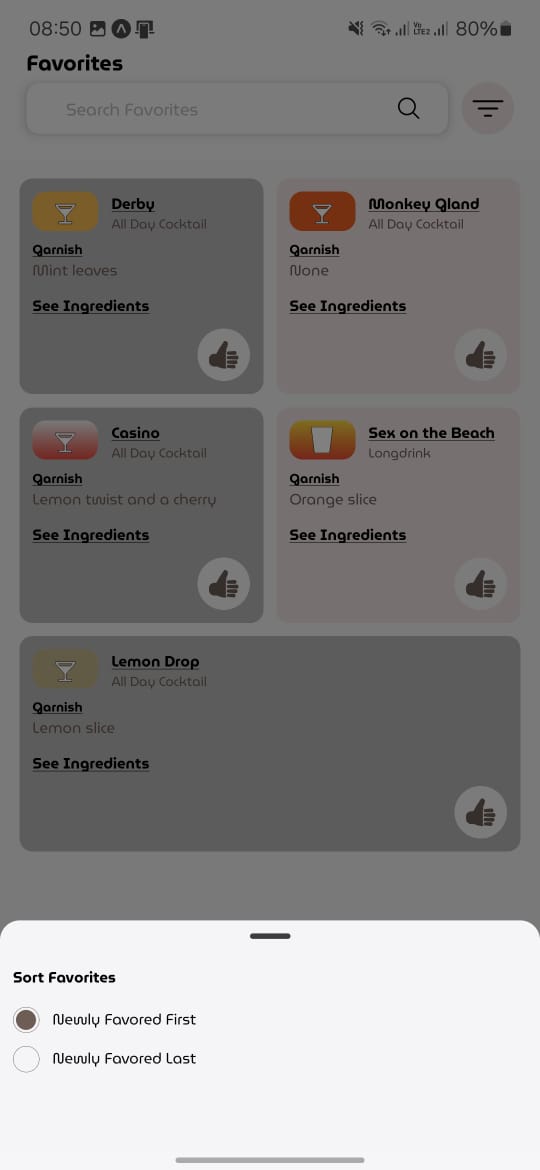 08:50
Vo
LTE2
80%
Favorites
Search Favorites
Derby
All Day Cocktail
Garnish
Mint leaves
See Ingredients
Monkey Gland
All Day Cocktail
Garnish
None
See Ingredients
Casino
All Day Cocktail
Garnish
Lemon twist and a cherry
See Ingredients
Sex on the Beach
Longdrink
Garnish
Orange slice
See Ingredients
Lemon Drop
All Day Cocktail
Garnish
Lemon slice
See Ingredients
Sort Favorites
Newly Favored First
Newly Favored Last